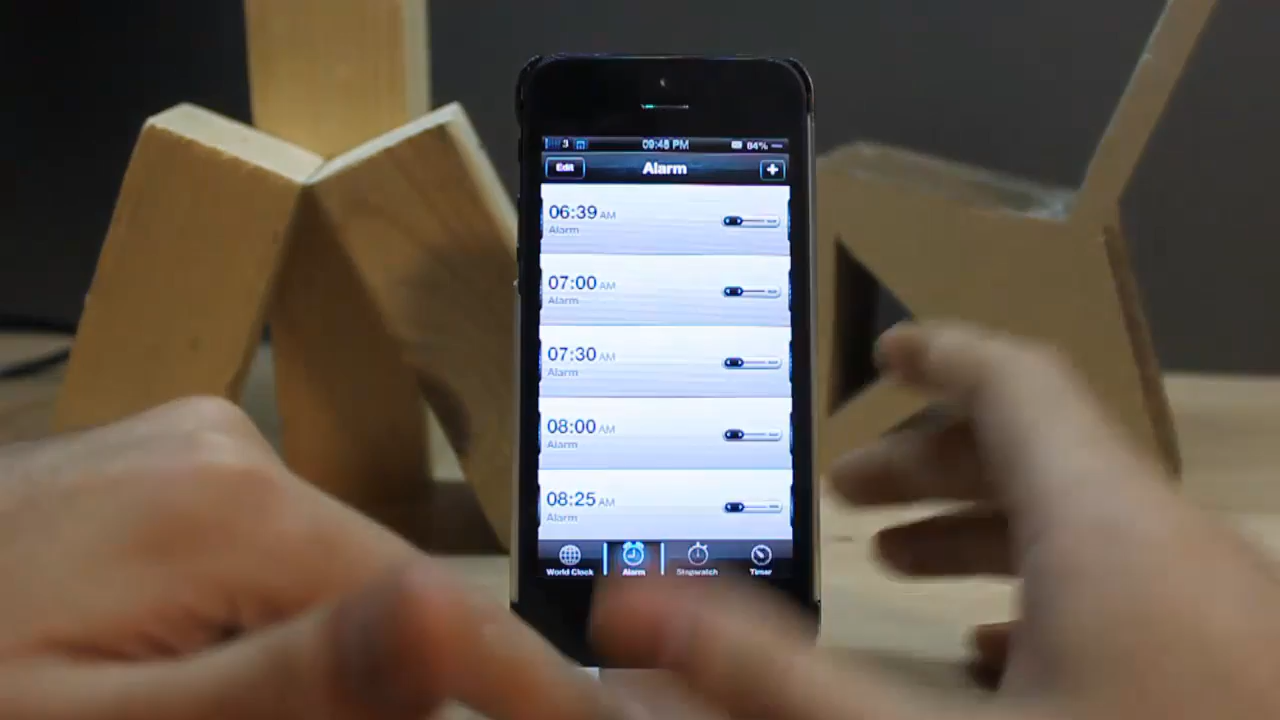 3 09:45 PM 84%
Edit Alarm +
06:39 AM
Alarm
07:00 AM
Alarm
07:30 AM
Alarm
08:00 AM
Alarm
08:25 AM
Alarm
World Clock Alarm Stopwatch Timer